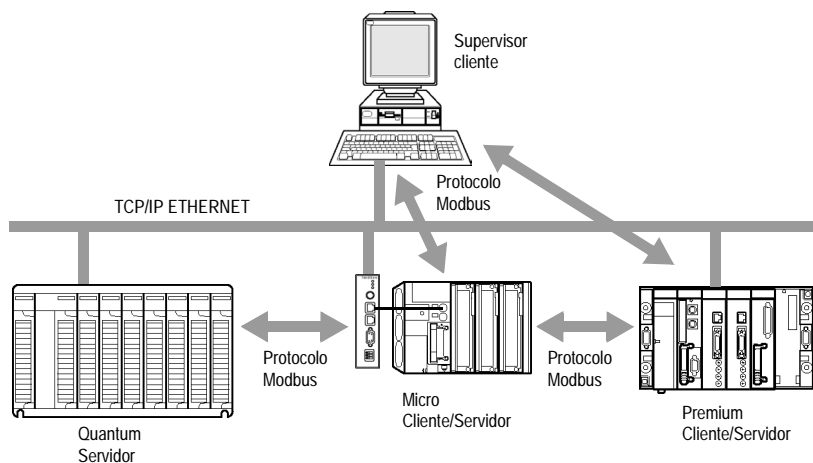 Supervisor
cliente
Protocolo
Modbus
TCP/IP ETHERNET
Protocolo
Modbus
Protocolo
Modbus
Quantum
Servidor
Micro
Cliente/Servidor
Premium
Cliente/Servidor